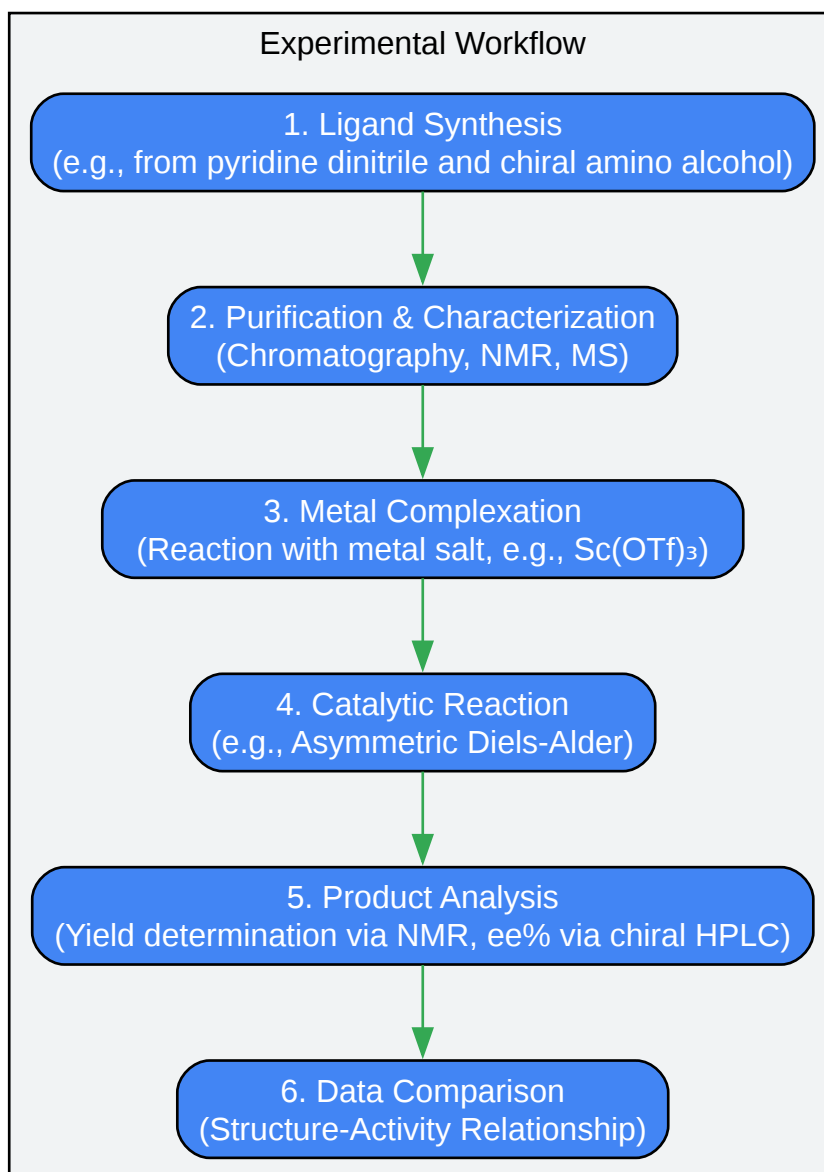 Experimental Workflow
1. Ligand Synthesis
(e.g., from pyridine dinitrile and chiral amino alcohol)
2. Purification & Characterization
(Chromatography, NMR, MS)
3. Metal Complexation
(Reaction with metal salt, e.g., Sc(OTf)₃)
4. Catalytic Reaction
(e.g., Asymmetric Diels-Alder)
5. Product Analysis
(Yield determination via NMR, ee% via chiral HPLC)
6. Data Comparison
(Structure-Activity Relationship)